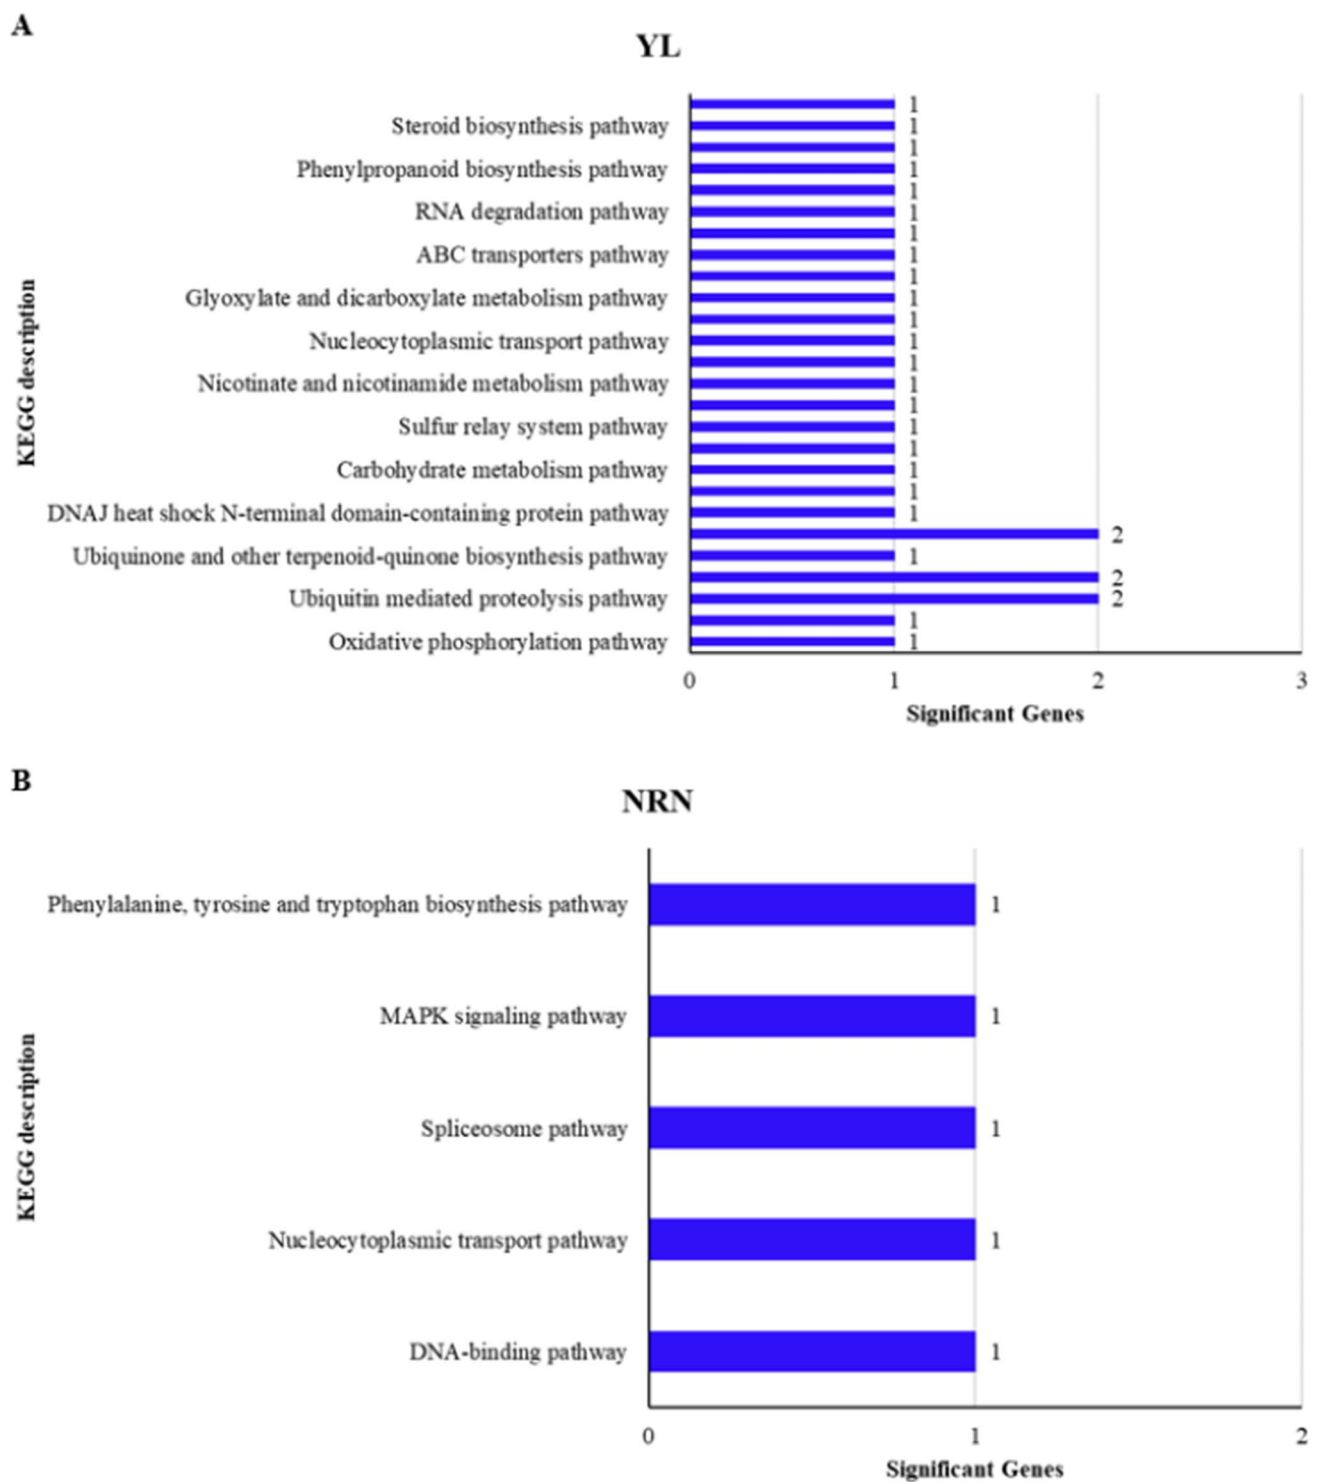 A
YL
KEGG description
1
Steroid biosynthesis pathway 1
1
Phenylpropanoid biosynthesis pathway 1
1
RNA degradation pathway 1
1
ABC transporters pathway 1
1
Glyoxylate and dicarboxylate metabolism pathway 1
1
Nucleocytoplasmic transport pathway 1
1
Nicotinate and nicotinamide metabolism pathway 1
1
Sulfur relay system pathway 1
1
Carbohydrate metabolism pathway 1
1
DNAJ heat shock N-terminal domain-containing protein pathway 1
2
Ubiquinone and other terpenoid-quinone biosynthesis pathway 1
2
Ubiquitin mediated proteolysis pathway 2
1
Oxidative phosphorylation pathway 1
0 1 2 3
Significant Genes
B
NRN
KEGG description
Phenylalanine, tyrosine and tryptophan biosynthesis pathway 1
MAPK signaling pathway 1
Spliceosome pathway 1
Nucleocytoplasmic transport pathway 1
DNA-binding pathway 1
0 1 2
Significant Genes